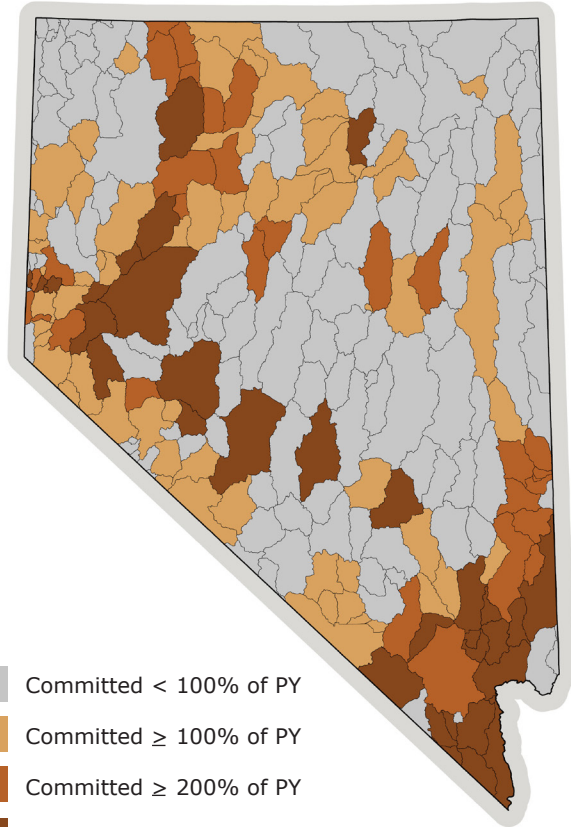 Committed < 100% of PY
Committed ≥ 100% of PY
Committed ≥ 200% of PY